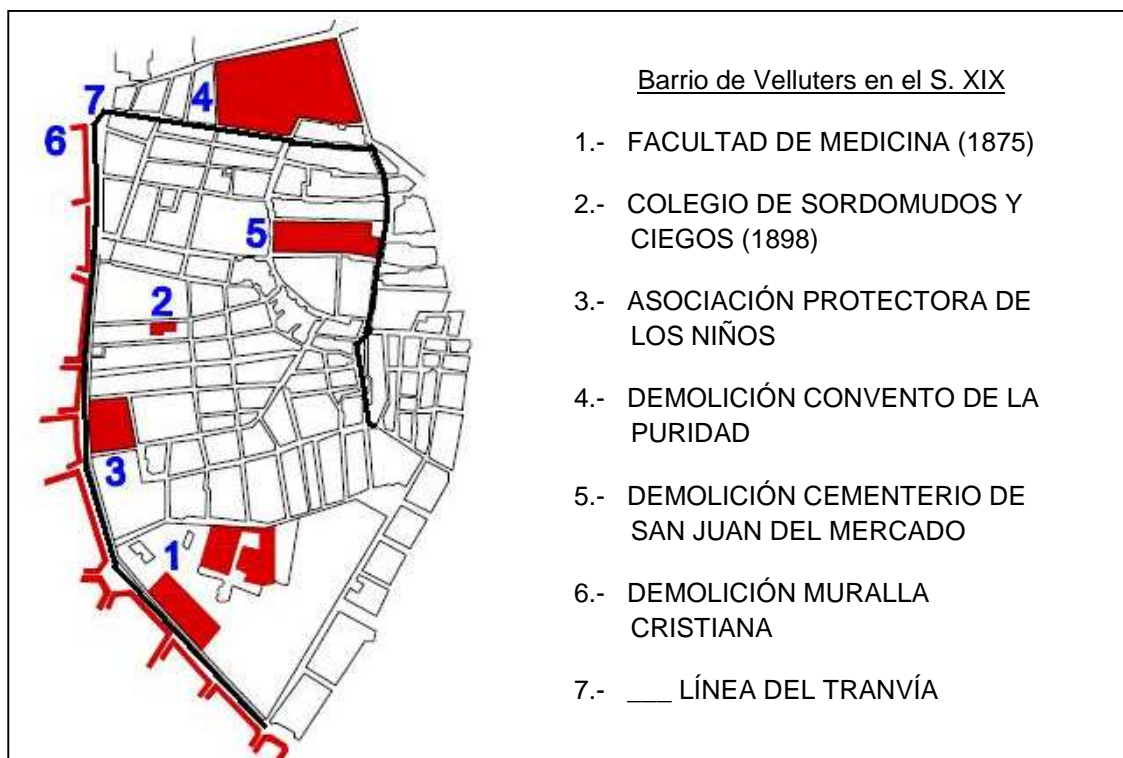 Barrio de Velluters en el S. XIX
1.- FACULTAD DE MEDICINA (1875)
2.- COLEGIO DE SORDOMUDOS Y
CIEGOS (1898)
3.- ASOCIACIÓN PROTECTORA DE
LOS NIÑOS
4.- DEMOLICIÓN CONVENTO DE LA
PURIDAD
5.- DEMOLICIÓN CEMENTERIO DE
SAN JUAN DEL MERCADO
6.- DEMOLICIÓN MURALLA
CRISTIANA
7.- ___ LÍNEA DEL TRANVÍA
7
4
6
5
2
3
1